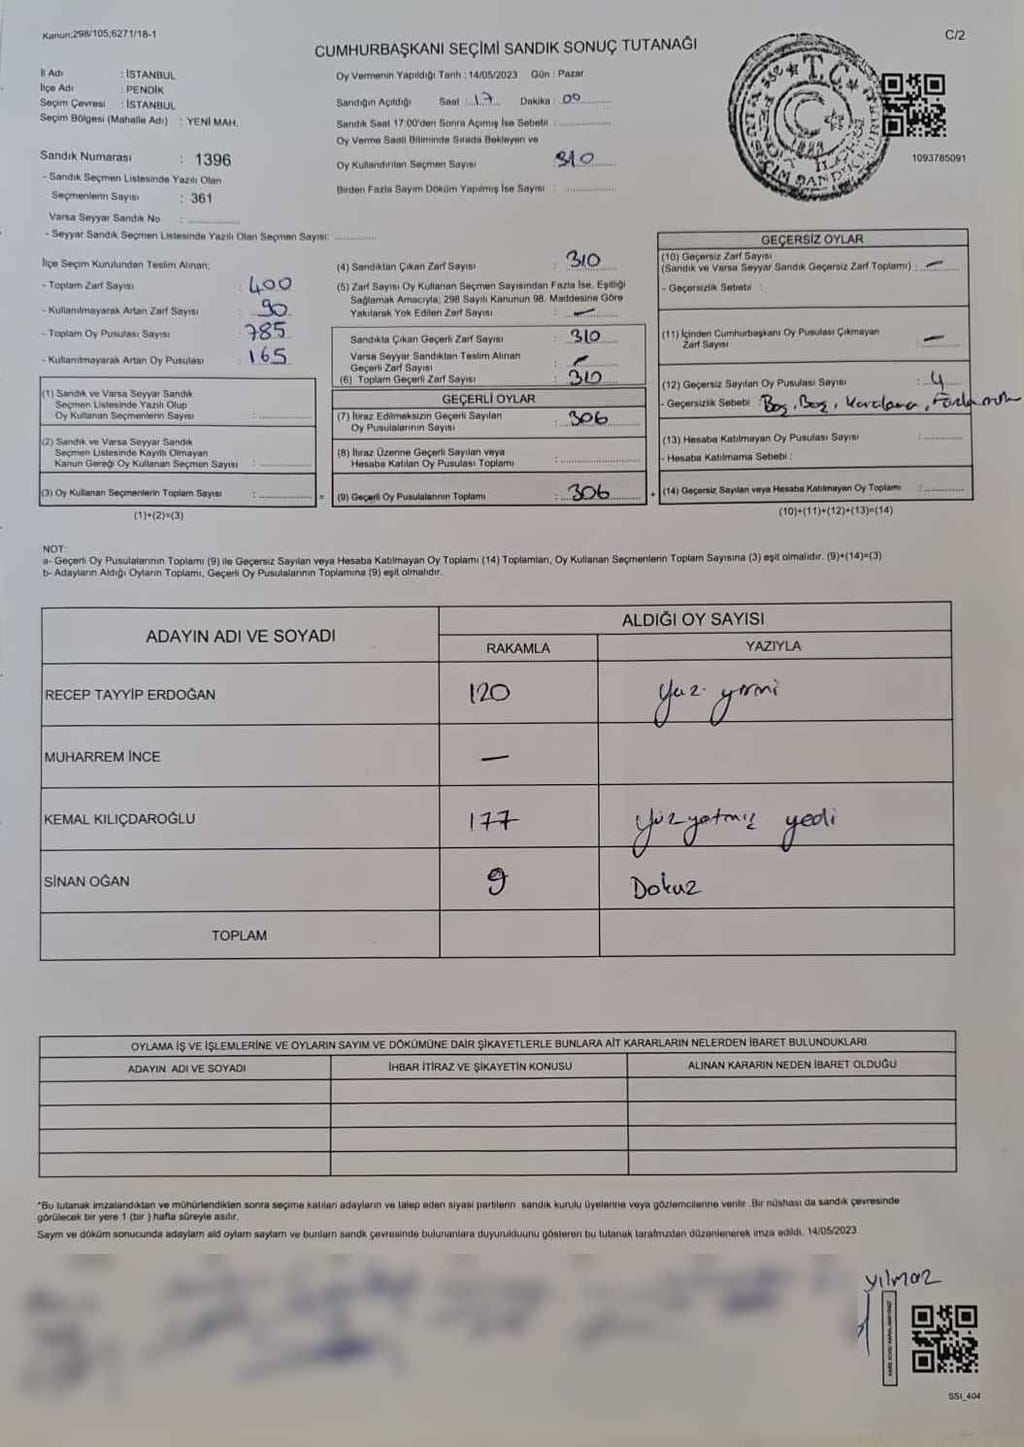 Kanun:298/105;6271/18-1
C/2
CUMHURBAŞKANI SEÇİMİ SANDIK SONUÇ TUTANAĞI
İl Adı : İSTANBUL
İlçe Adı : PENDİK
Seçim Çevresi : İSTANBUL
Seçim Bölgesi (Mahalle Adı) : YENİ MAH.
Sandık Numarası : 1396
- Sandık Seçmen Listesinde Yazılı Olan
Seçmenlerin Sayısı : 361
Varsa Seyyar Sandık No : ..............
- Seyyar Sandık Seçmen Listesinde Yazılı Olan Seçmen Sayısı: ............
Oy Vermenin Yapıldığı Tarih : 14/05/2023 Gün : Pazar
Sandığın Açıldığı Saat : 17 Dakika : 00
Sandık Saat 17:00'den Sonra Açımış İse Sebebi : ..............
Oy Verme Saati Bitiminde Sırada Bekleyen ve
Oy Kullandırılan Seçmen Sayısı 310
Birden Fazla Sayım Döküm Yapılmış İse Sayısı : ..............
T.C.
1093785091
İlçe Seçim Kurulundan Teslim Alınan;
- Toplam Zarf Sayısı : 400
- Kullanılmayarak Artan Zarf Sayısı : 90
- Toplam Oy Pusulası Sayısı : 785
- Kullanılmayarak Artan Oy Pusulası : 165
(1) Sandık ve Varsa Seyyar Sandık
Seçmen Listesinde Yazılı Olup
Oy Kullanan Seçmenlerin Sayısı : ..............
(2) Sandık ve Varsa Seyyar Sandık
Seçmen Listesinde Kayıtlı Olmayan
Kanun Gereği Oy Kullanan Seçmen Sayısı : ..............
(3) Oy Kullanan Seçmenlerin Toplam Sayısı : .............. =
(1)+(2)=(3)
(4) Sandıktan Çıkan Zarf Sayısı : 310
(5) Zarf Sayısı Oy Kullanan Seçmen Sayısından Fazla İse, Eşitliği
Sağlamak Amacıyla; 298 Sayılı Kanunun 98. Maddesine Göre
Yakılarak Yok Edilen Zarf Sayısı : —
Sandıkta Çıkan Geçerli Zarf Sayısı : 310
Varsa Seyyar Sandıktan Teslim Alınan
Geçerli Zarf Sayısı : —
(6) Toplam Geçerli Zarf Sayısı : 310
GEÇERLİ OYLAR
(7) İtiraz Edilmeksizin Geçerli Sayılan
Oy Pusulalarının Sayısı : 306
(8) İtiraz Üzerine Geçerli Sayılan veya
Hesaba Katılan Oy Pusulası Toplamı : ..............
(9) Geçerli Oy Pusulalarının Toplamı : 306 +
GEÇERSİZ OYLAR
(10) Geçersiz Zarf Sayısı
(Sandık ve Varsa Seyyar Sandık Geçersiz Zarf Toplamı) : —
- Geçersizlik Sebebi :
(11) İçinden Cumhurbaşkanı Oy Pusulası Çıkmayan
Zarf Sayısı : —
(12) Geçersiz Sayılan Oy Pusulası Sayısı : 4
- Geçersizlik Sebebi Boş, Boş, Karalama,
(13) Hesaba Katılmayan Oy Pusulası Sayısı : ............
- Hesaba Katılmama Sebebi :
(14) Geçersiz Sayılan veya Hesaba Katılmayan Oy Toplamı : ............
(10)+(11)+(12)+(13)=(14)
NOT:
a- Geçerli Oy Pusulalarının Toplamı (9) ile Geçersiz Sayılan veya Hesaba Katılmayan Oy Toplamı (14) Toplamları, Oy Kullanan Seçmenlerin Toplam Sayısına (3) eşit olmalıdır. (9)+(14)=(3)
b- Adayların Aldığı Oyların Toplamı, Geçerli Oy Pusulalarının Toplamına (9) eşit olmalıdır.
ADAYIN ADI VE SOYADI
ALDIĞI OY SAYISI
RAKAMLA YAZIYLA
RECEP TAYYİP ERDOĞAN 120 yüz yirmi
MUHARREM İNCE —
KEMAL KILIÇDAROĞLU 177 yüzyetmiş yedi
SİNAN OĞAN 9 Dokuz
TOPLAM
OYLAMA İŞ VE İŞLEMLERİNE VE OYLARIN SAYIM VE DÖKÜMÜNE DAİR ŞİKAYETLERLE BUNLARA AİT KARARLARIN NELERDEN İBARET BULUNDUKLARI
ADAYIN ADI VE SOYADI İHBAR İTİRAZ VE ŞİKAYETİN KONUSU ALINAN KARARIN NEDEN İBARET OLDUĞU
*Bu tutanak imzalandıktan ve mühürlendikten sonra seçime katılan adayların ve talep eden siyasi partilerin sandık kurulu üyelerine veya gözlemcilerine verilir .Bir nüshası da sandık çevresinde
görülecek bir yere 1 (bir ) hafta süreyle asılır.
Sayım ve döküm sonucunda adayların ald oyların sayları ve bunların sandk çevresinde bulunanlara duyurulduunu gösteren bu tutanak tarafmzdan düzenlenerek imza edildi. 14/05/2023
yılmaz
SSI_404